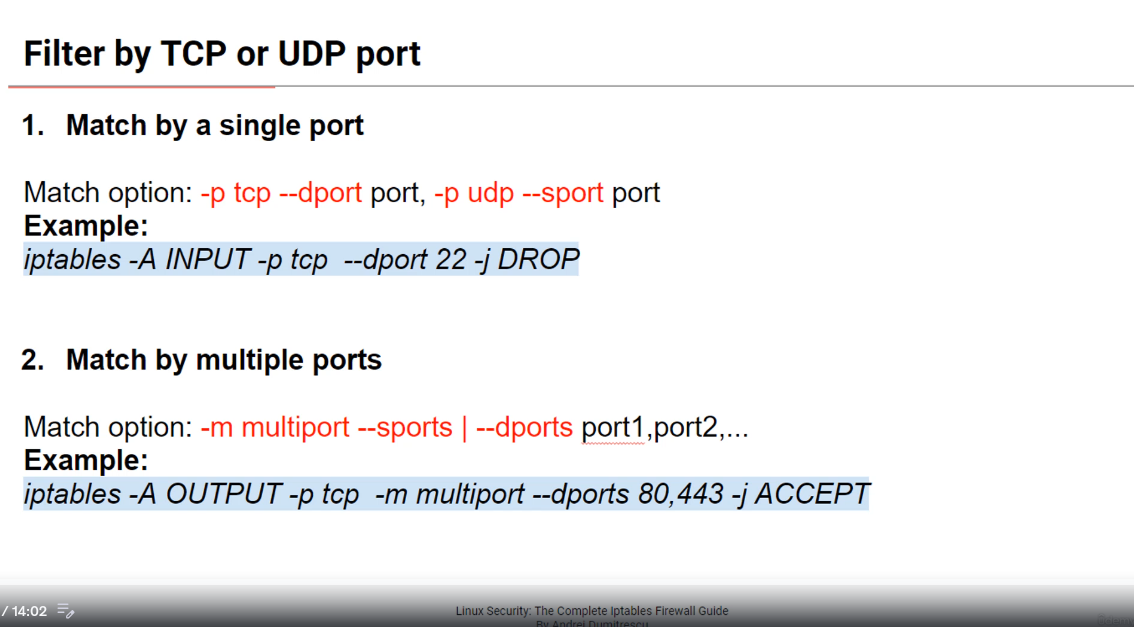 Filter by TCP or UDP port
1. Match by a single port
Match option: -p tcp --dport port, -p udp --sport port
Example:
iptables -A INPUT -p tcp --dport 22 -j DROP
2. Match by multiple ports
Match option: -m multiport --sports | --dports port1,port2,...
Example:
iptables -A OUTPUT -p tcp -m multiport --dports 80,443 -j ACCEPT
/ 14:02
Linux Security: The Complete Iptables Firewall Guide
By Andrei Dumitrescu